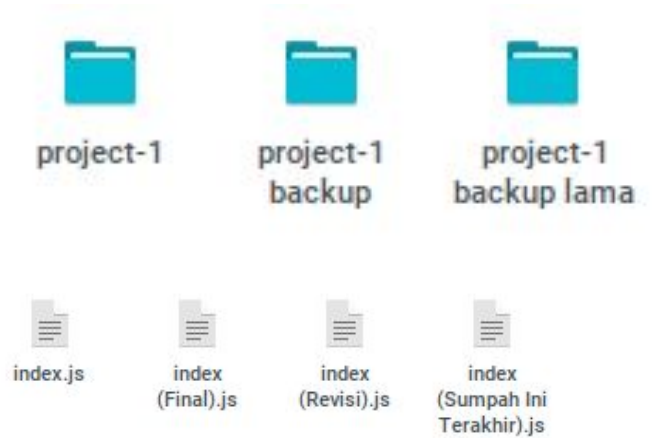 project-1
project-1
backup
project-1
backup lama
index.js
index
(Final).js
index
(Revisi).js
index
(Sumpah Ini
Terakhir).js